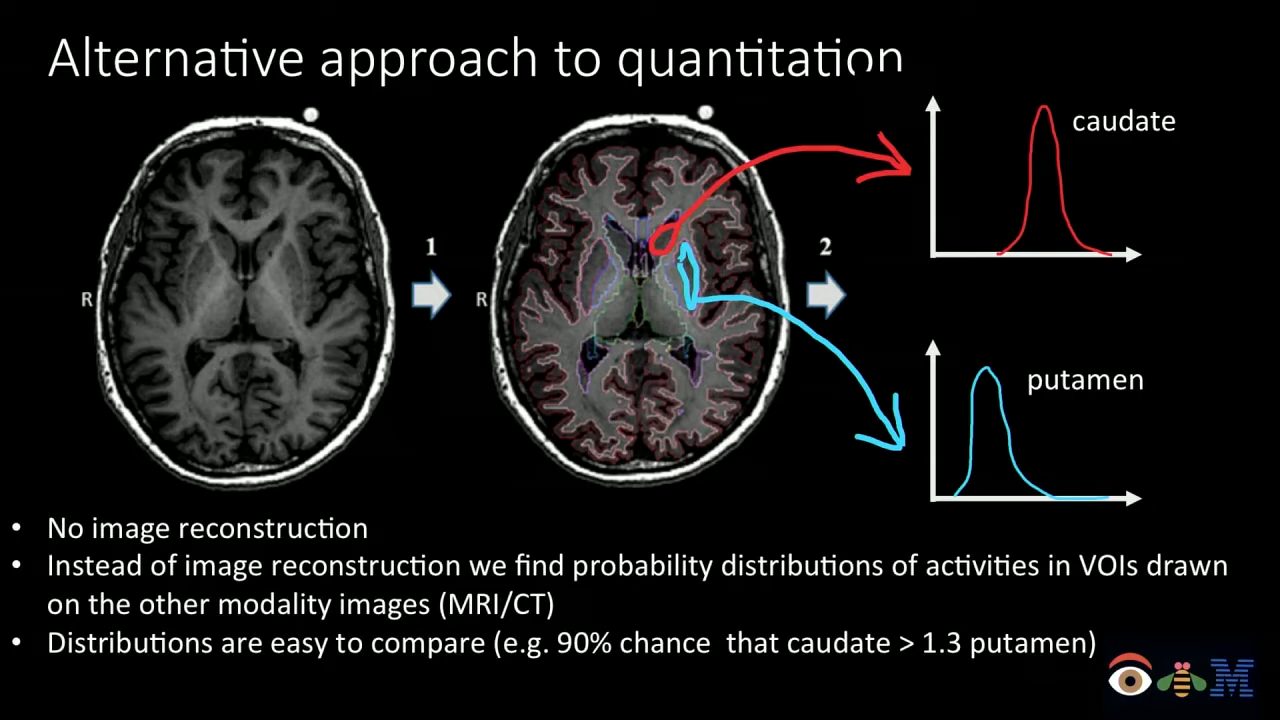 Alternative approach to quantitation
caudate
1
2
R
R
putamen
• No image reconstruction
• Instead of image reconstruction we find probability distributions of activities in VOIs drawn
on the other modality images (MRI/CT)
• Distributions are easy to compare (e.g. 90% chance that caudate > 1.3 putamen)
M